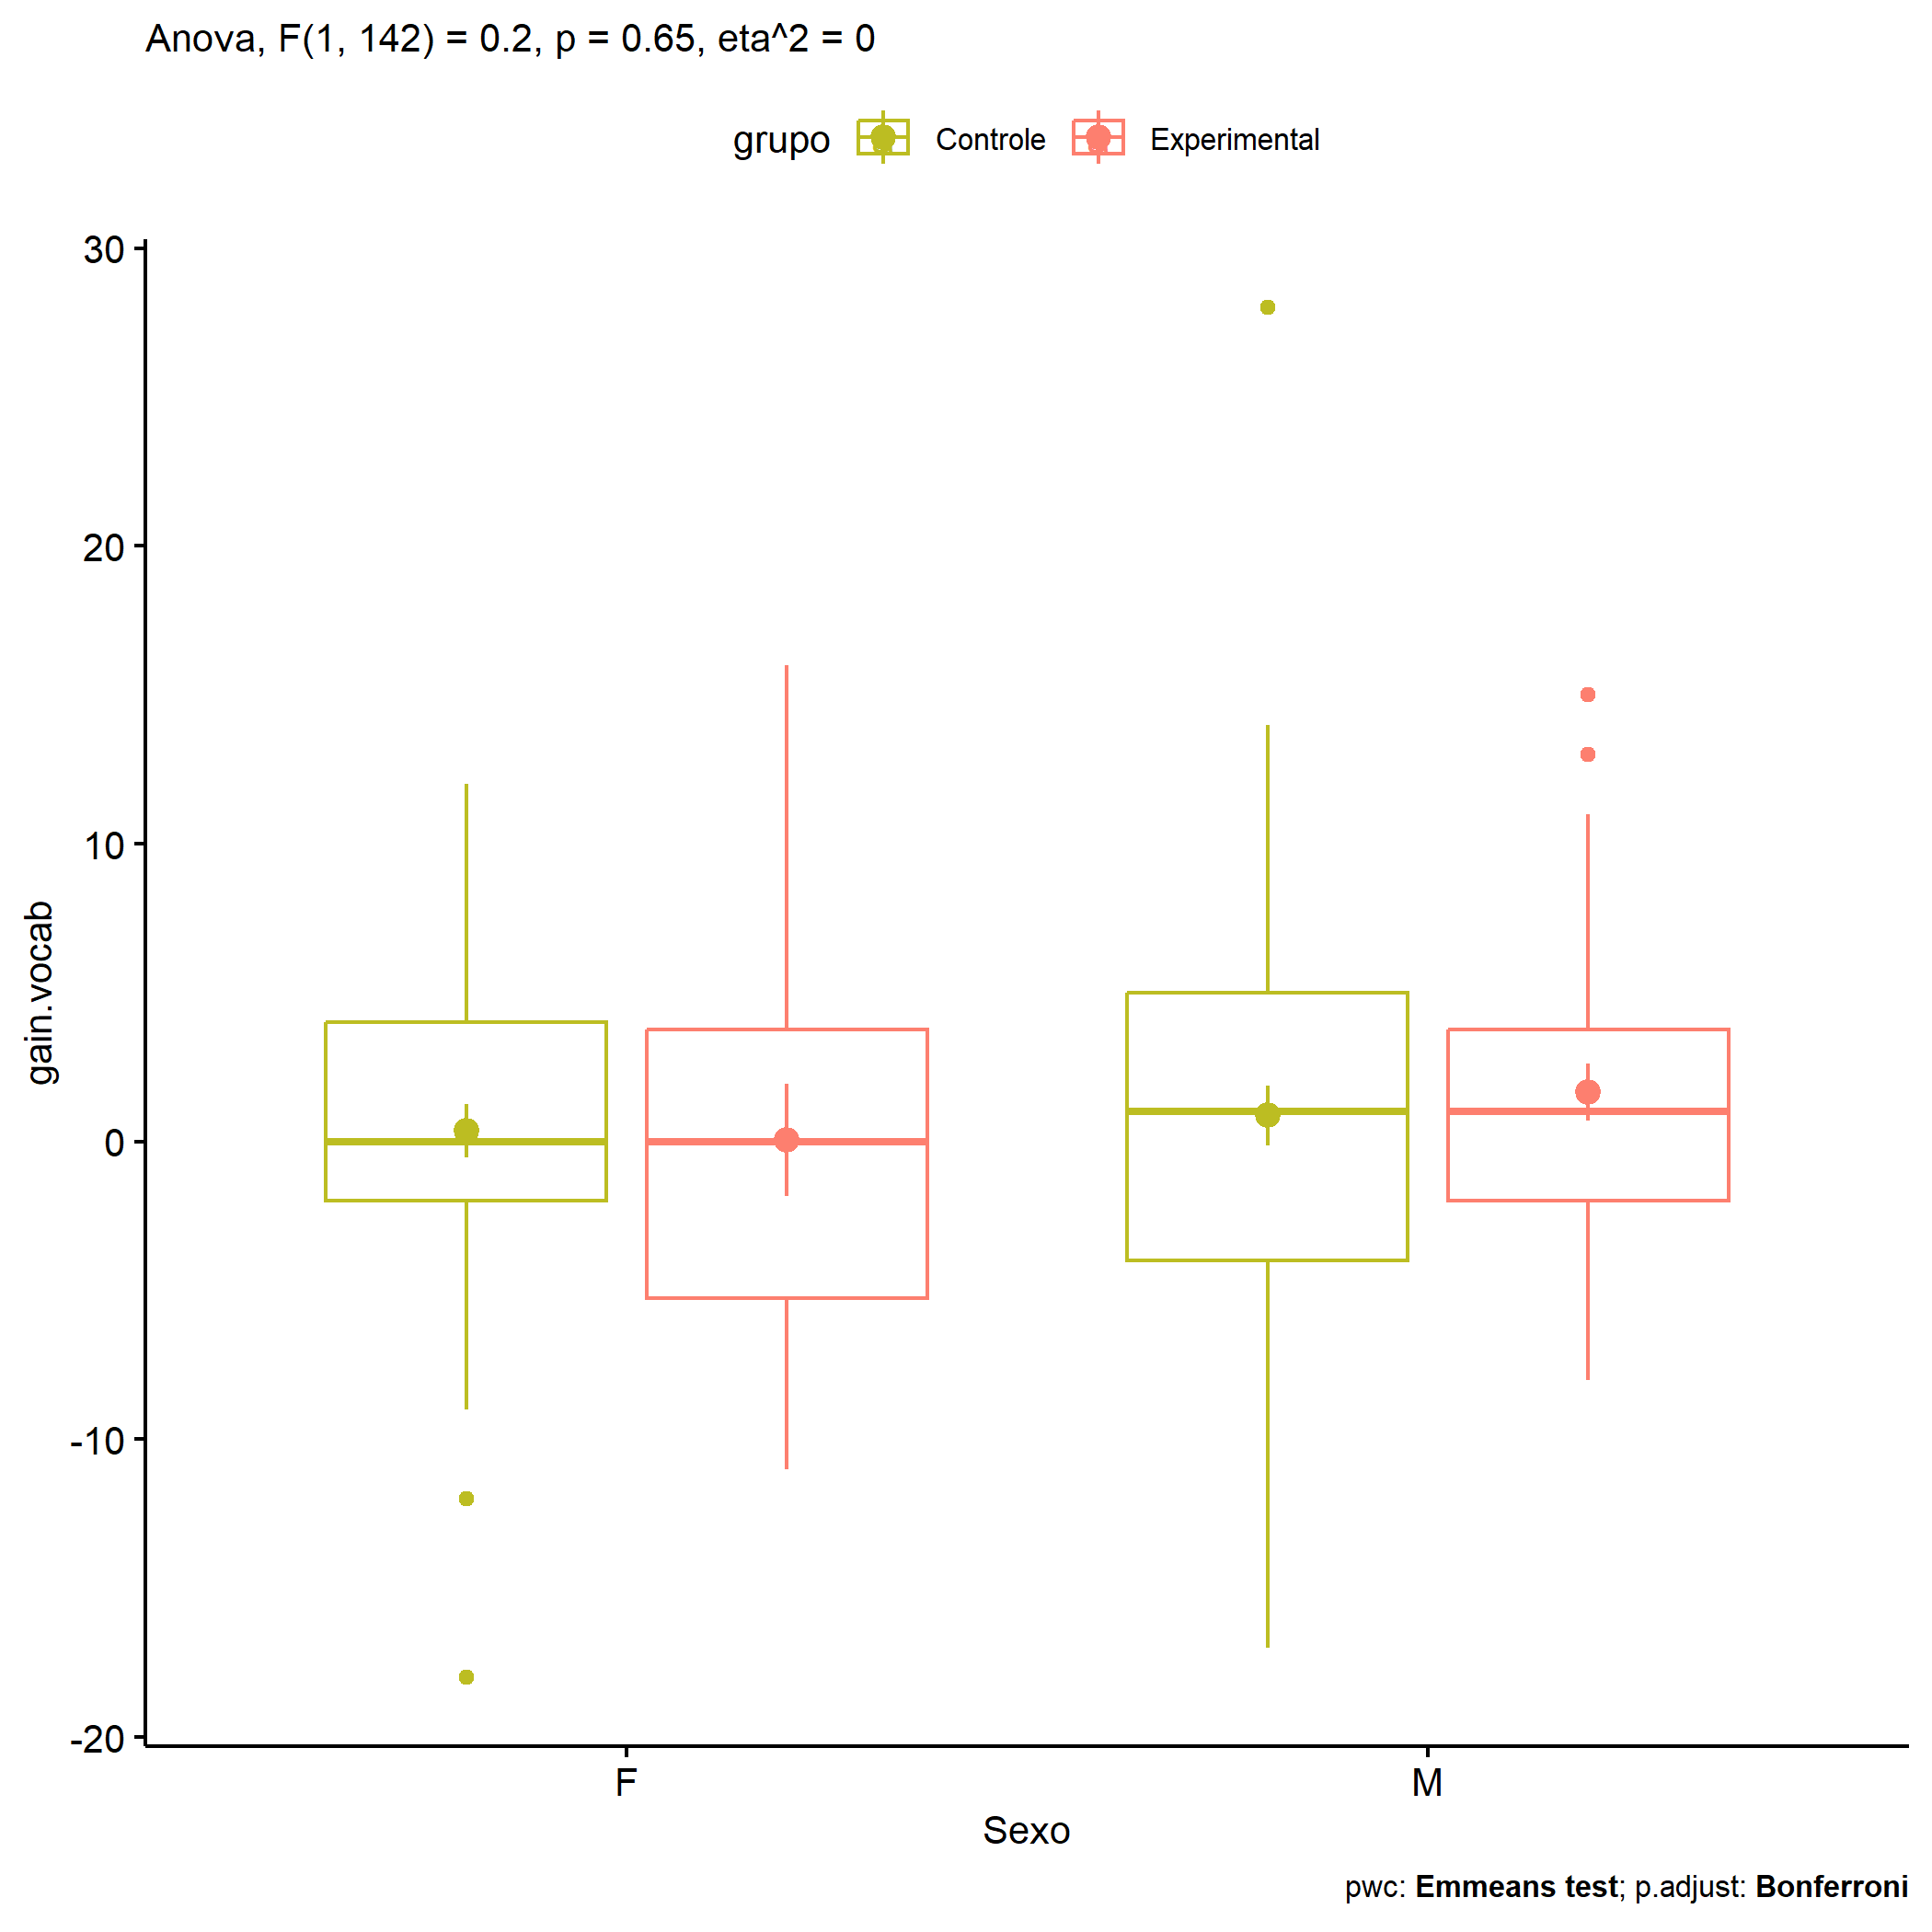 Anova, F(1, 142) = 0.2, p = 0.65, eta^2 = 0
grupo Controle Experimental
30
20
10
0
-10
-20
gain.vocab
F M
Sexo
pwc: Emmeans test; p.adjust: Bonferroni